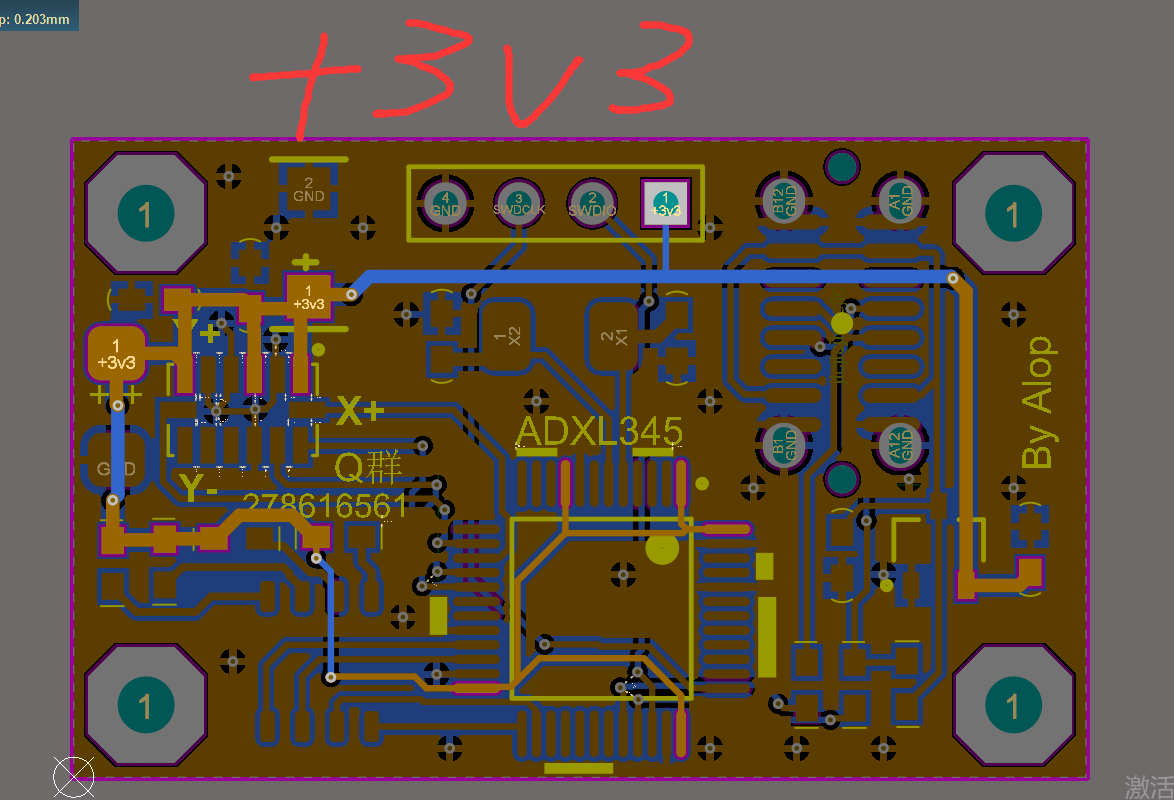 p: 0.203mm
+3v3
1
2
GND
4
GND
3
SWDCLK
2
SWDIO
1
+3v3
B12
GND
A1
GND
1
+
1
+3v3
1
+3v3
Y+
1
X2
2
X1
By Alop
+ +
X+
ADXL345
B1
GND
A12
GND
GND
Q群
Y-
278616561
1
1
激活